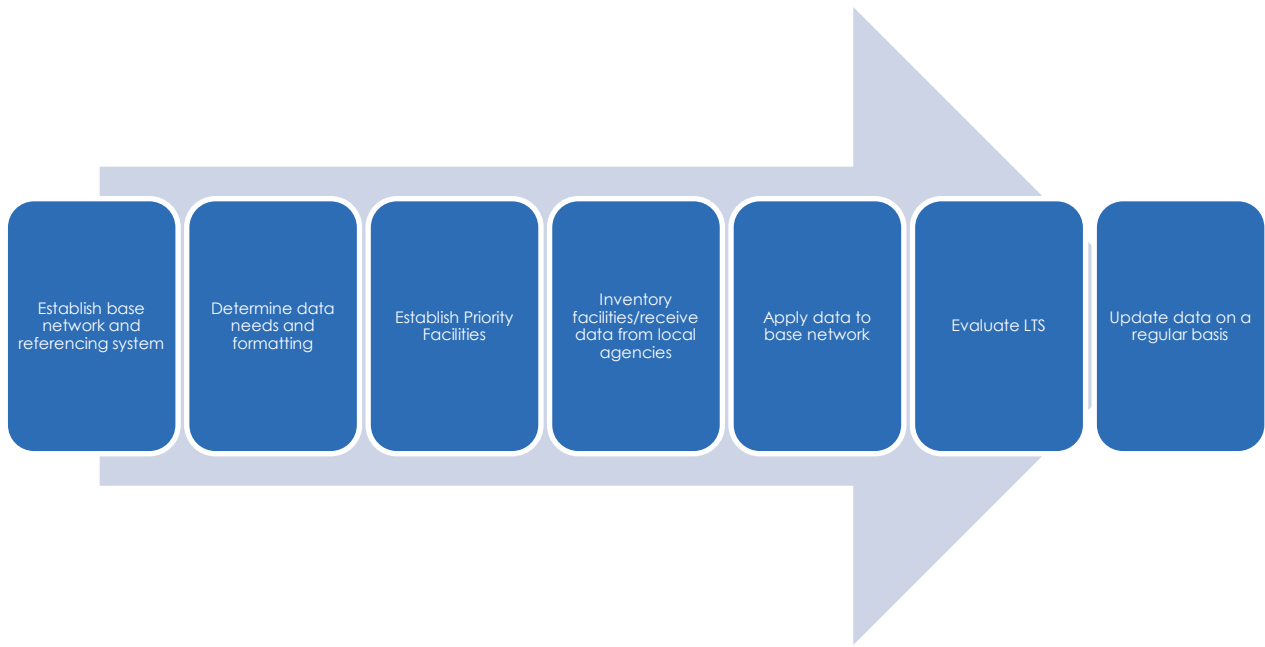 Establish base
network and
referencing system
Determine data
needs and
formatting
Establish Priority
Facilities
Inventory
facilities/receive
data from local
agencies
Apply data to
base network
Evaluate LTS
Update data on a
regular basis